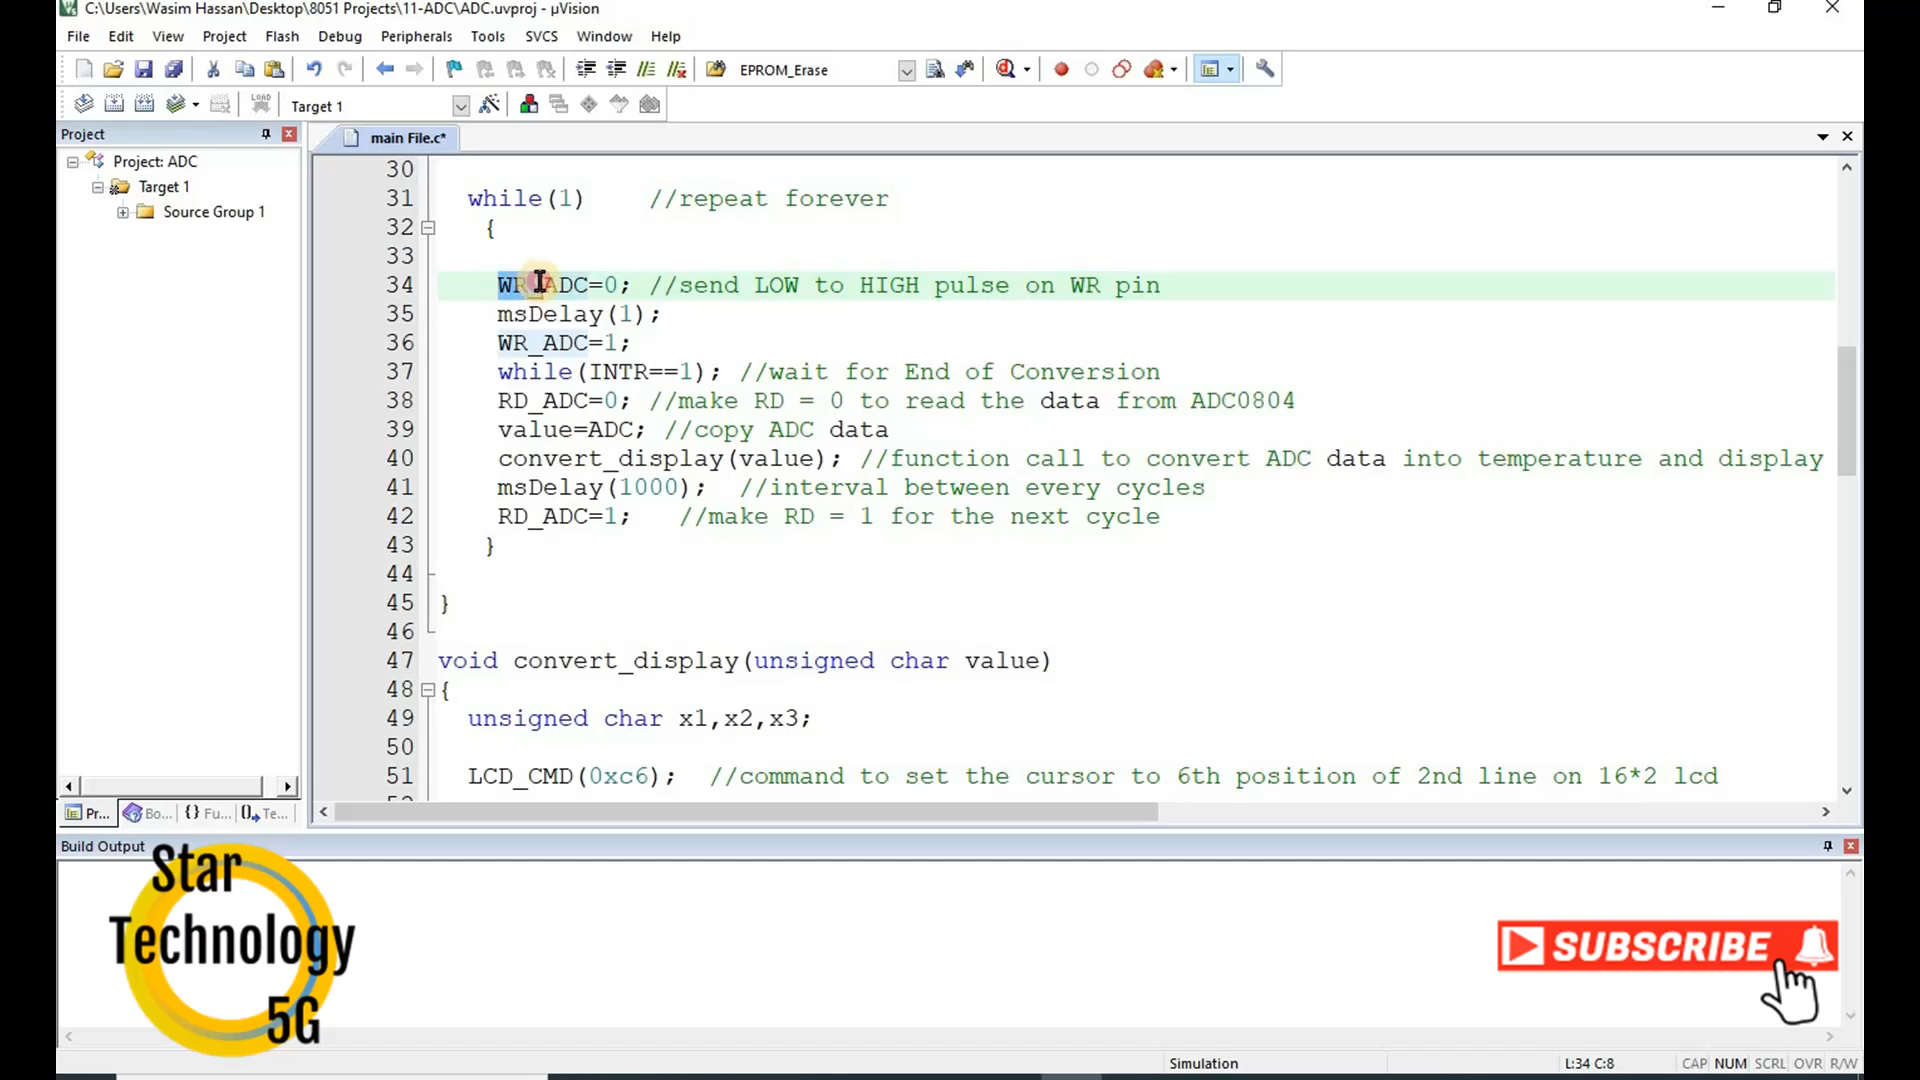 C:\Users\Wasim Hassan\Desktop\8051 Projects\11-ADC\ADC.uvproj - µVision
File Edit View Project Flash Debug Peripherals Tools SVCS Window Help
EPROM_Erase
LOAD
Target 1
Project
main File.c*
Project: ADC
Target 1
Source Group 1
30
31 while(1) //repeat forever
32 {
33
34 WR_ADC=0; //send LOW to HIGH pulse on WR pin
35 msDelay(1);
36 WR_ADC=1;
37 while(INTR==1); //wait for End of Conversion
38 RD_ADC=0; //make RD = 0 to read the data from ADC0804
39 value=ADC; //copy ADC data
40 convert_display(value); //function call to convert ADC data into temperature and display
41 msDelay(1000); //interval between every cycles
42 RD_ADC=1; //make RD = 1 for the next cycle
43 }
44
45 }
46
47 void convert_display(unsigned char value)
48 {
49 unsigned char x1,x2,x3;
50
51 LCD_CMD(0xc6); //command to set the cursor to 6th position of 2nd line on 16*2 lcd
Pr... Bo... {} Fu... Te...
Build Output
Star
Technology
5G
SUBSCRIBE
Simulation L:34 C:8 CAP NUM SCRL OVR R/W